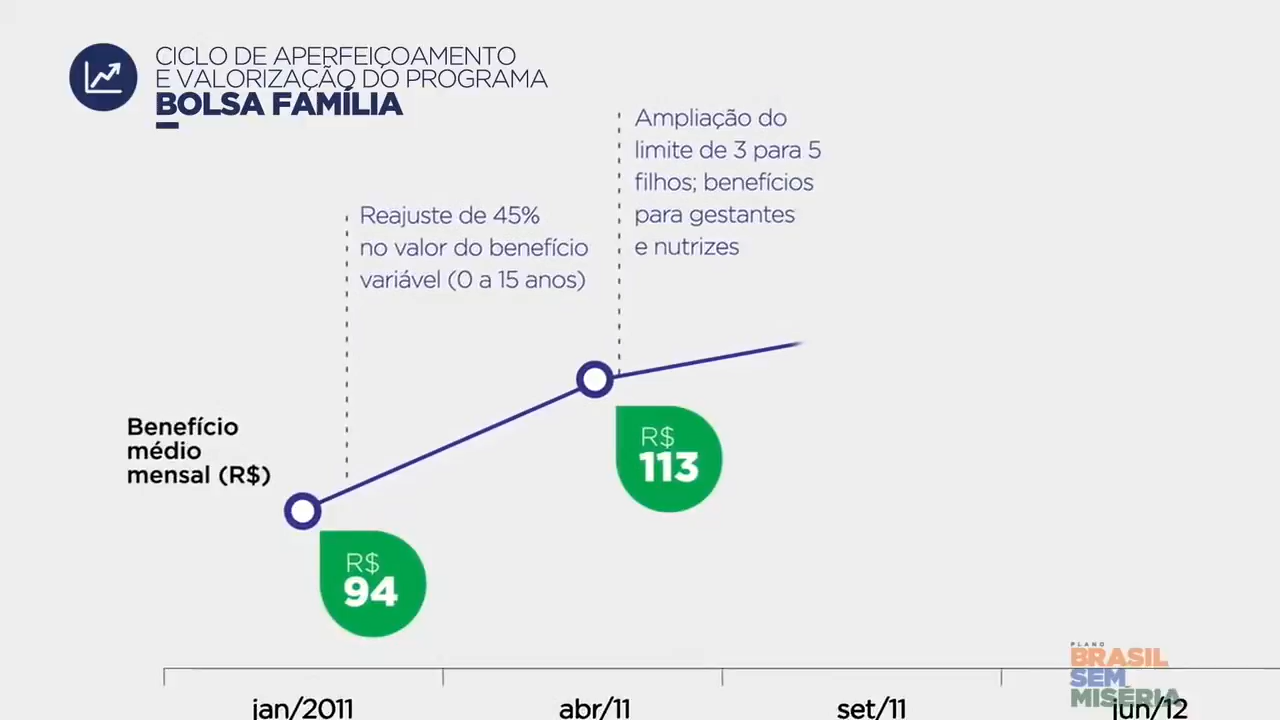 CICLO DE APERFEIÇOAMENTO
E VALORIZAÇÃO DO PROGRAMA
BOLSA FAMÍLIA
Ampliação do
limite de 3 para 5
filhos; benefícios
para gestantes
e nutrizes
Reajuste de 45%
no valor do benefício
variável (0 a 15 anos)
Benefício
médio
mensal (R$)
R$
113
R$
94
PLANO
BRASIL
SEM
MISÉRIA
jan/2011
abr/11
set/11
jun/12